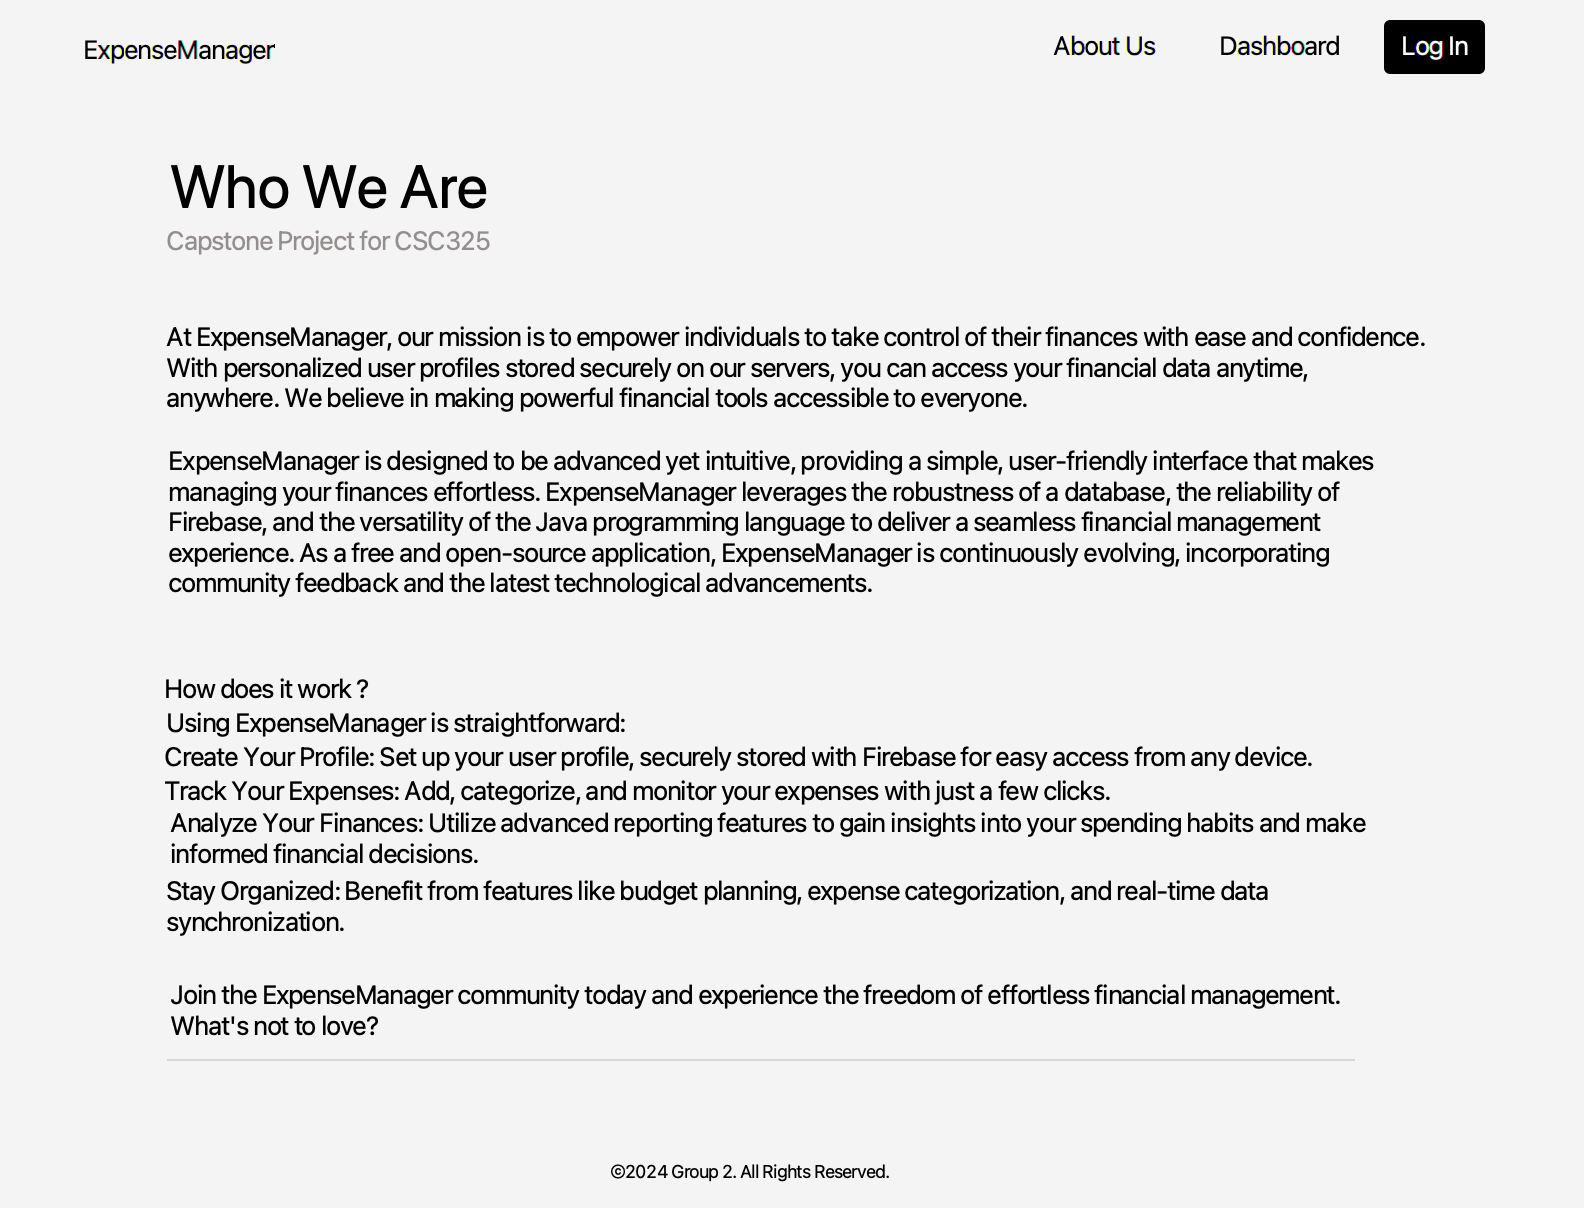 ExpenseManager
About Us
Dashboard
Log In
Who We Are
Capstone Project for CSC325
At ExpenseManager, our mission is to empower individuals to take control of their finances with ease and confidence.
With personalized user profiles stored securely on our servers, you can access your financial data anytime,
anywhere. We believe in making powerful financial tools accessible to everyone.
ExpenseManager is designed to be advanced yet intuitive, providing a simple, user-friendly interface that makes
managing your finances effortless. ExpenseManager leverages the robustness of a database, the reliability of
Firebase, and the versatility of the Java programming language to deliver a seamless financial management
experience. As a free and open-source application, ExpenseManager is continuously evolving, incorporating
community feedback and the latest technological advancements.
How does it work ?
Using ExpenseManager is straightforward:
Create Your Profile: Set up your user profile, securely stored with Firebase for easy access from any device.
Track Your Expenses: Add, categorize, and monitor your expenses with just a few clicks.
Analyze Your Finances: Utilize advanced reporting features to gain insights into your spending habits and make
informed financial decisions.
Stay Organized: Benefit from features like budget planning, expense categorization, and real-time data
synchronization.
Join the ExpenseManager community today and experience the freedom of effortless financial management.
What's not to love?
©2024 Group 2. All Rights Reserved.